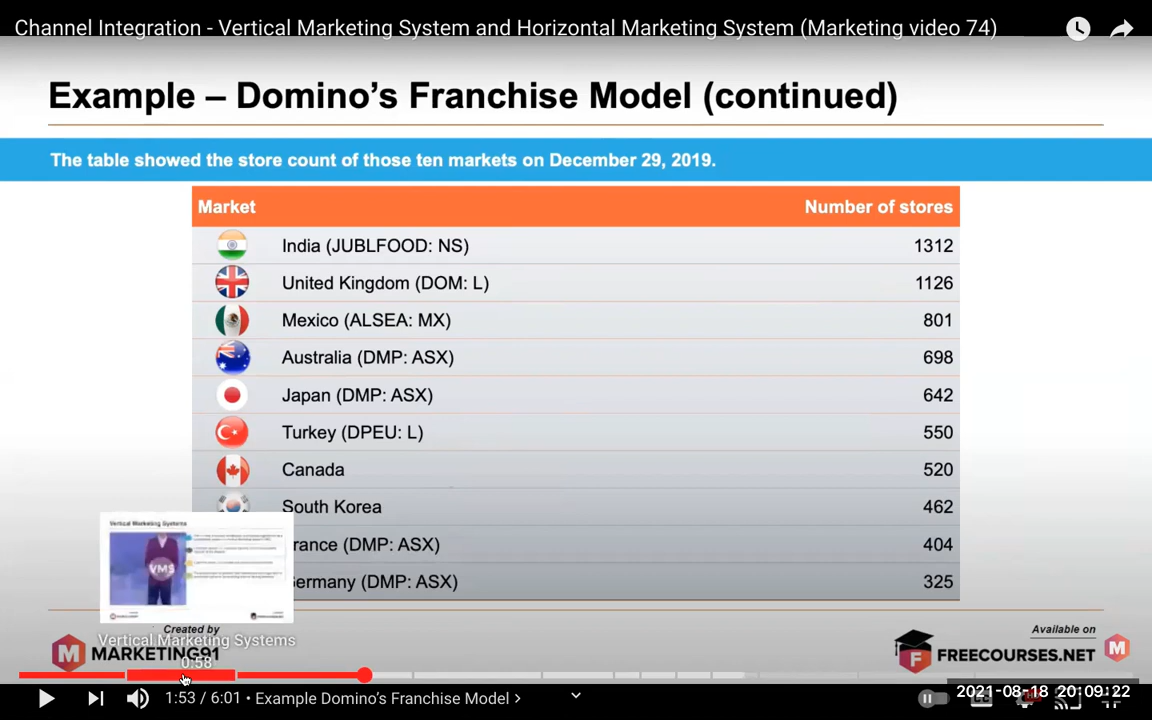 Channel Integration - Vertical Marketing System and Horizontal Marketing System (Marketing video 74)
Example – Domino's Franchise Model (continued)
The table showed the store count of those ten markets on December 29, 2019.
Market Number of stores
India (JUBLFOOD: NS) 1312
United Kingdom (DOM: L) 1126
Mexico (ALSEA: MX) 801
Australia (DMP: ASX) 698
Japan (DMP: ASX) 642
Turkey (DPEU: L) 550
Canada 520
South Korea 462
rance (DMP: ASX) 404
ermany (DMP: ASX) 325
Vertical Marketing Systems
VMS
Created by
Vertical Marketing Systems
M MARKETING91
0:58
Available on
F FREECOURSES.NET M
1:53 / 6:01 • Example Domino's Franchise Model
2021-08-18 20:09:22